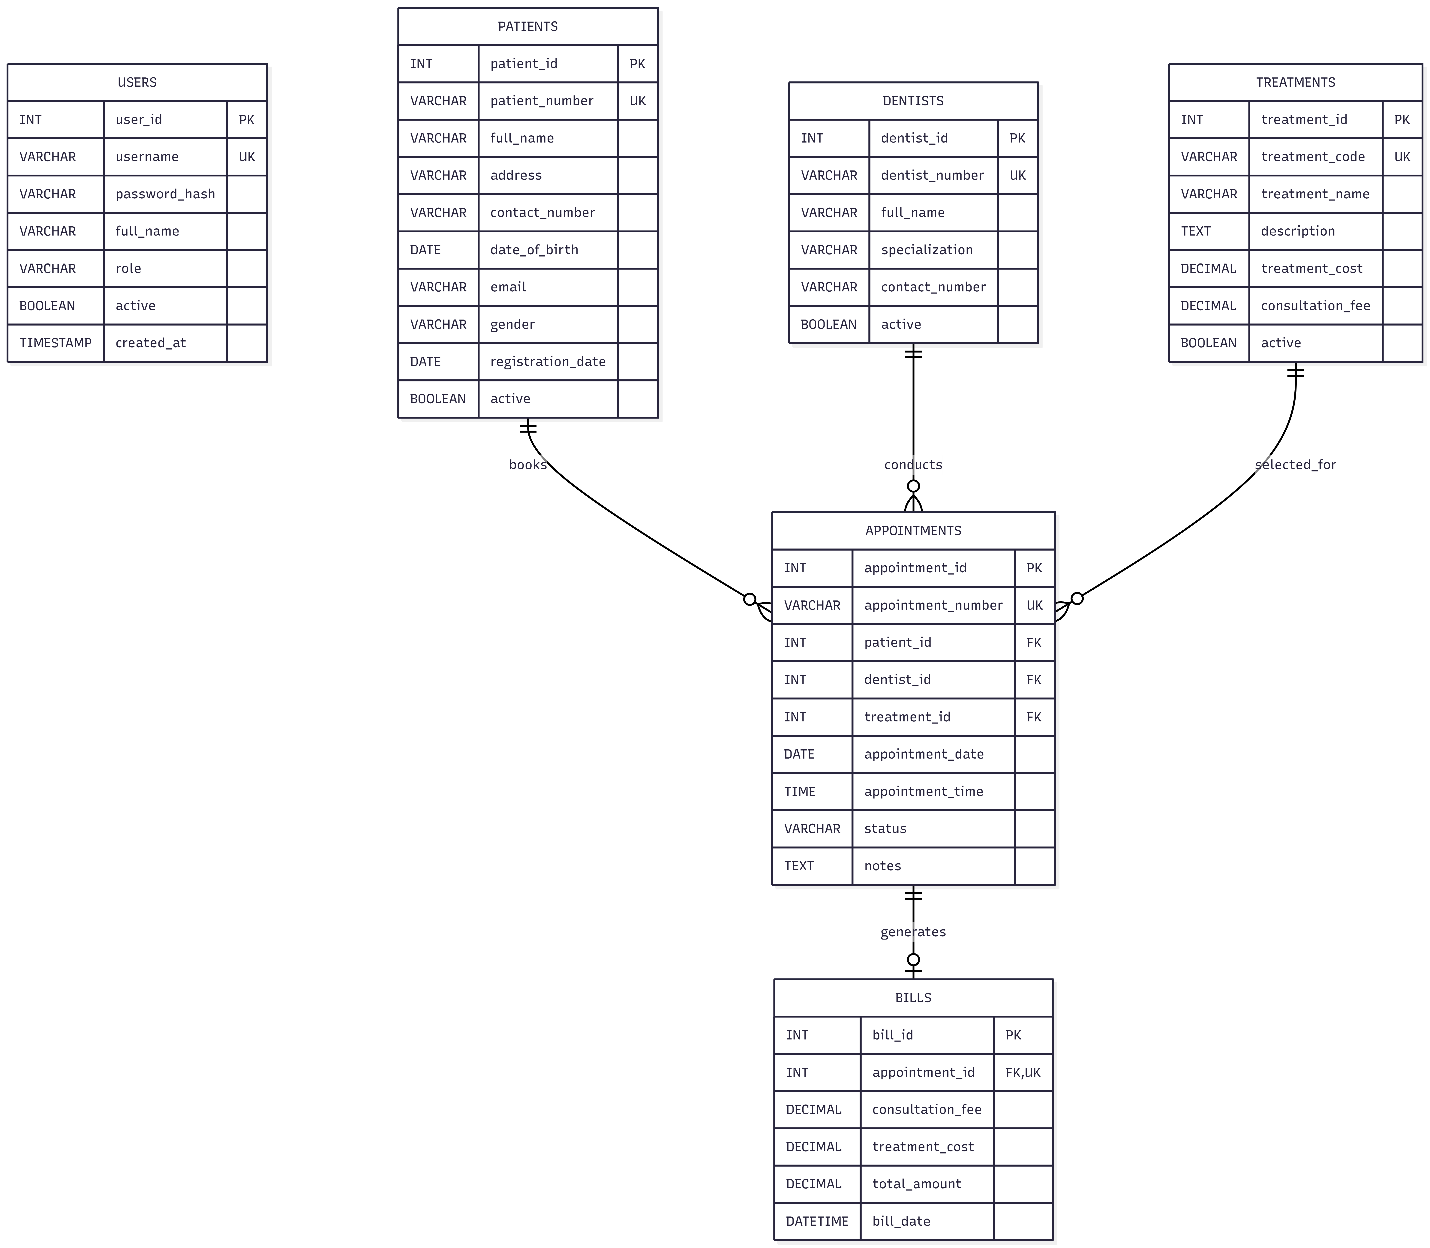 USERS
INT user_id PK
VARCHAR username UK
VARCHAR password_hash
VARCHAR full_name
VARCHAR role
BOOLEAN active
TIMESTAMP created_at
PATIENTS
INT patient_id PK
VARCHAR patient_number UK
VARCHAR full_name
VARCHAR address
VARCHAR contact_number
DATE date_of_birth
VARCHAR email
VARCHAR gender
DATE registration_date
BOOLEAN active
DENTISTS
INT dentist_id PK
VARCHAR dentist_number UK
VARCHAR full_name
VARCHAR specialization
VARCHAR contact_number
BOOLEAN active
TREATMENTS
INT treatment_id PK
VARCHAR treatment_code UK
VARCHAR treatment_name
TEXT description
DECIMAL treatment_cost
DECIMAL consultation_fee
BOOLEAN active
books
conducts
selected_for
APPOINTMENTS
INT appointment_id PK
VARCHAR appointment_number UK
INT patient_id FK
INT dentist_id FK
INT treatment_id FK
DATE appointment_date
TIME appointment_time
VARCHAR status
TEXT notes
generates
BILLS
INT bill_id PK
INT appointment_id FK,UK
DECIMAL consultation_fee
DECIMAL treatment_cost
DECIMAL total_amount
DATETIME bill_date